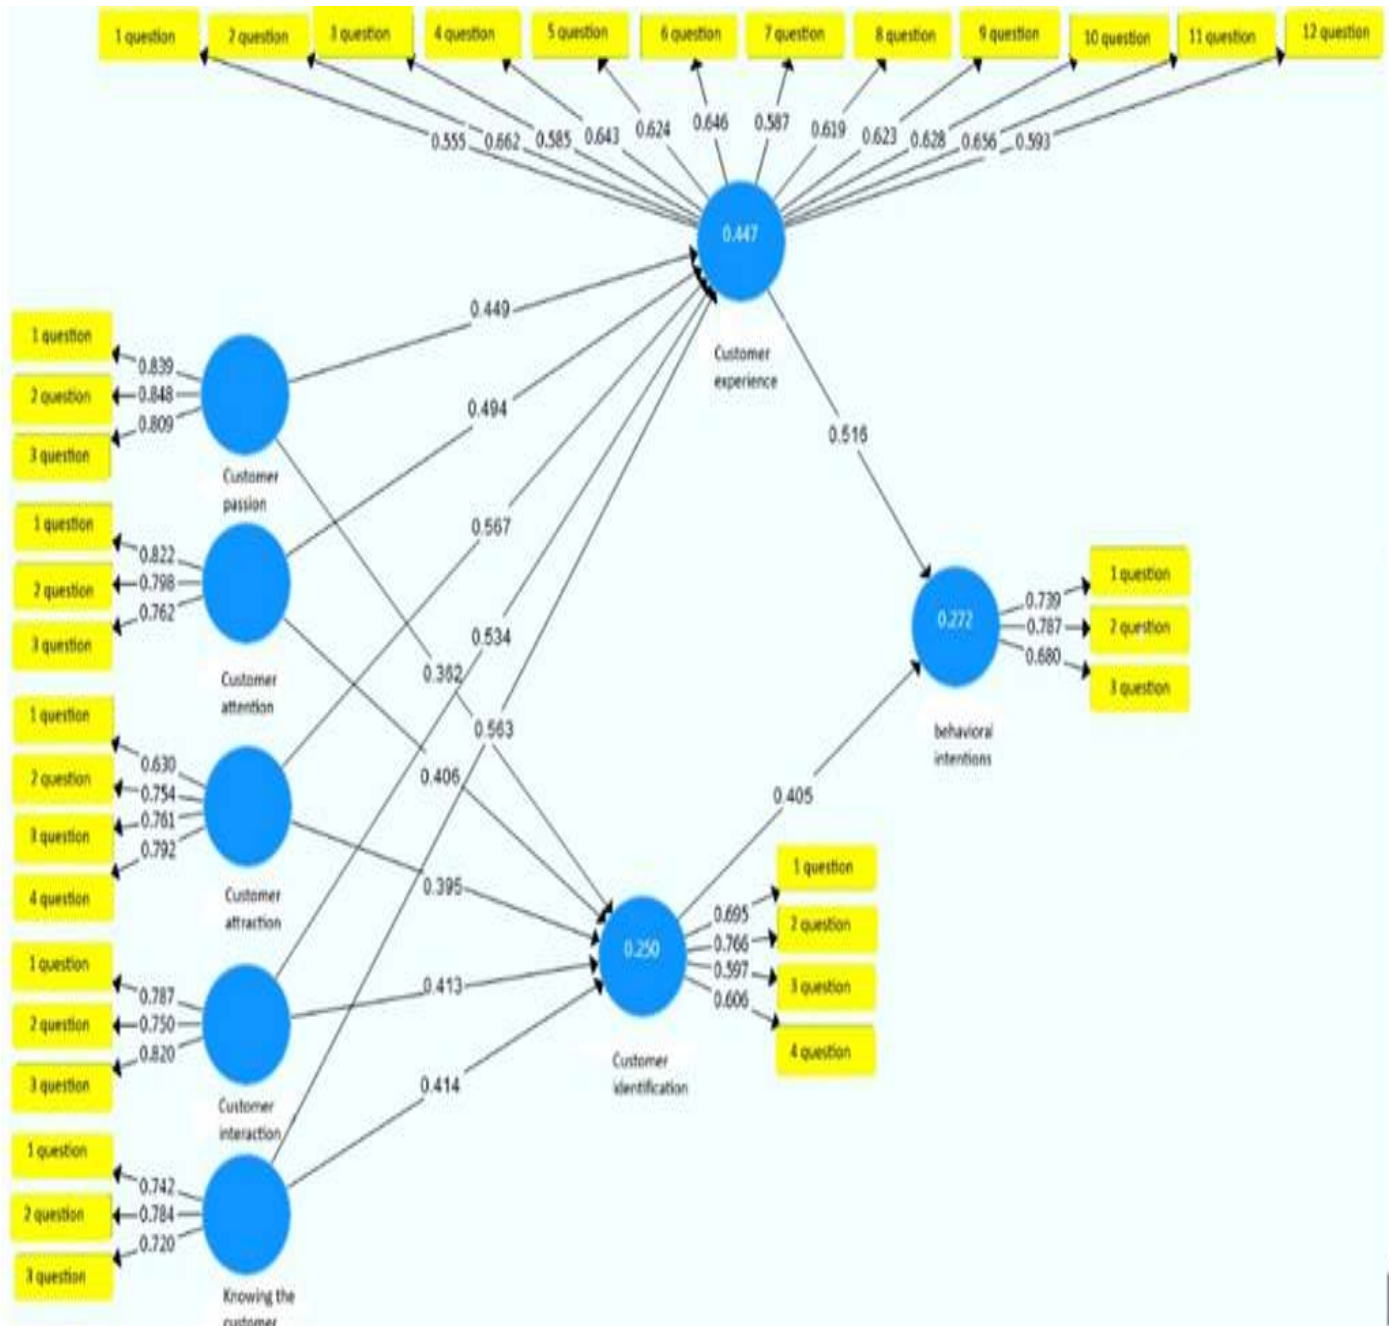 1 question 2 question 3 question 4 question 5 question 6 question 7 question 8 question 9 question 10 question 11 question 12 question
0.555 0.662 0.585 0.643 0.624 0.646 0.587 0.619 0.623 0.628 0.656 0.593
0.447
Customer
experience
1 question
2 question
3 question
0.839
0.848
0.809
Customer
passion
0.449
0.494
0.567
0.534
0.563
0.516
1 question
2 question
3 question
0.822
0.798
0.762
Customer
attention
0.362
0.406
0.395
0.413
0.414
0.272
behavioral
intentions
0.739
0.787
0.680
1 question
2 question
3 question
0.405
1 question
2 question
3 question
4 question
0.630
0.754
0.761
0.792
Customer
attraction
0.250
Customer
identification
0.695
0.766
0.597
0.606
1 question
2 question
3 question
4 question
1 question
2 question
3 question
0.787
0.750
0.820
Customer
interaction
1 question
2 question
3 question
0.742
0.784
0.720
Knowing the
customer